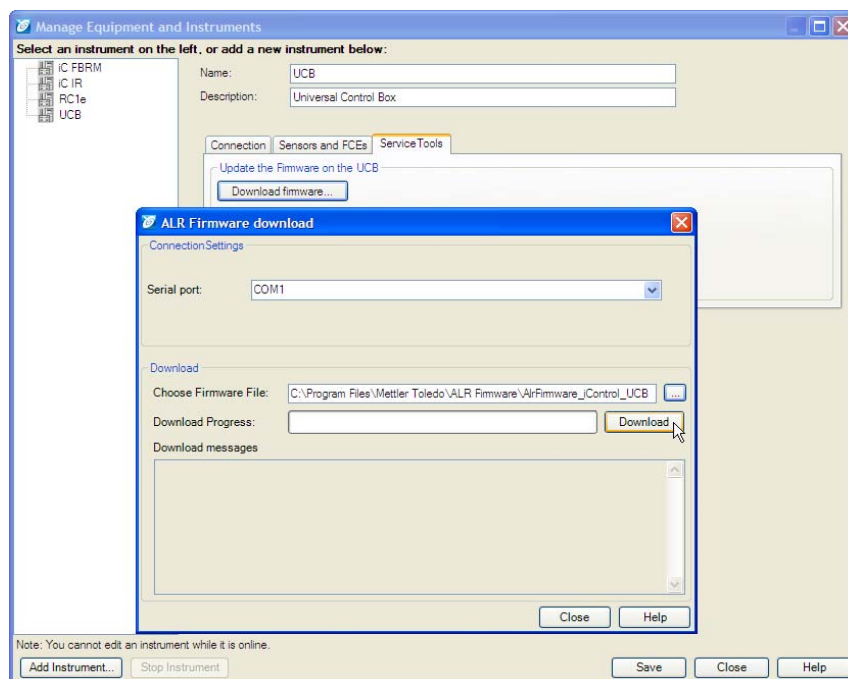 Manage Equipment and Instruments
Select an instrument on the left, or add a new instrument below:
iC FBRM
iC IR
RC1e
UCB
Name: UCB
Description: Universal Control Box
Connection Sensors and FCEs Service Tools
Update the Firmware on the UCB
Download firmware...
ALR Firmware download
Connection Settings
Serial port: COM1
Download
Choose Firmware File: C:\Program Files\Mettler Toledo\ALR Firmware\AlrFirmware_iControl_UCB ...
Download Progress: Download
Download messages
Close Help
Note: You cannot edit an instrument while it is online.
Add Instrument... Stop Instrument Save Close Help